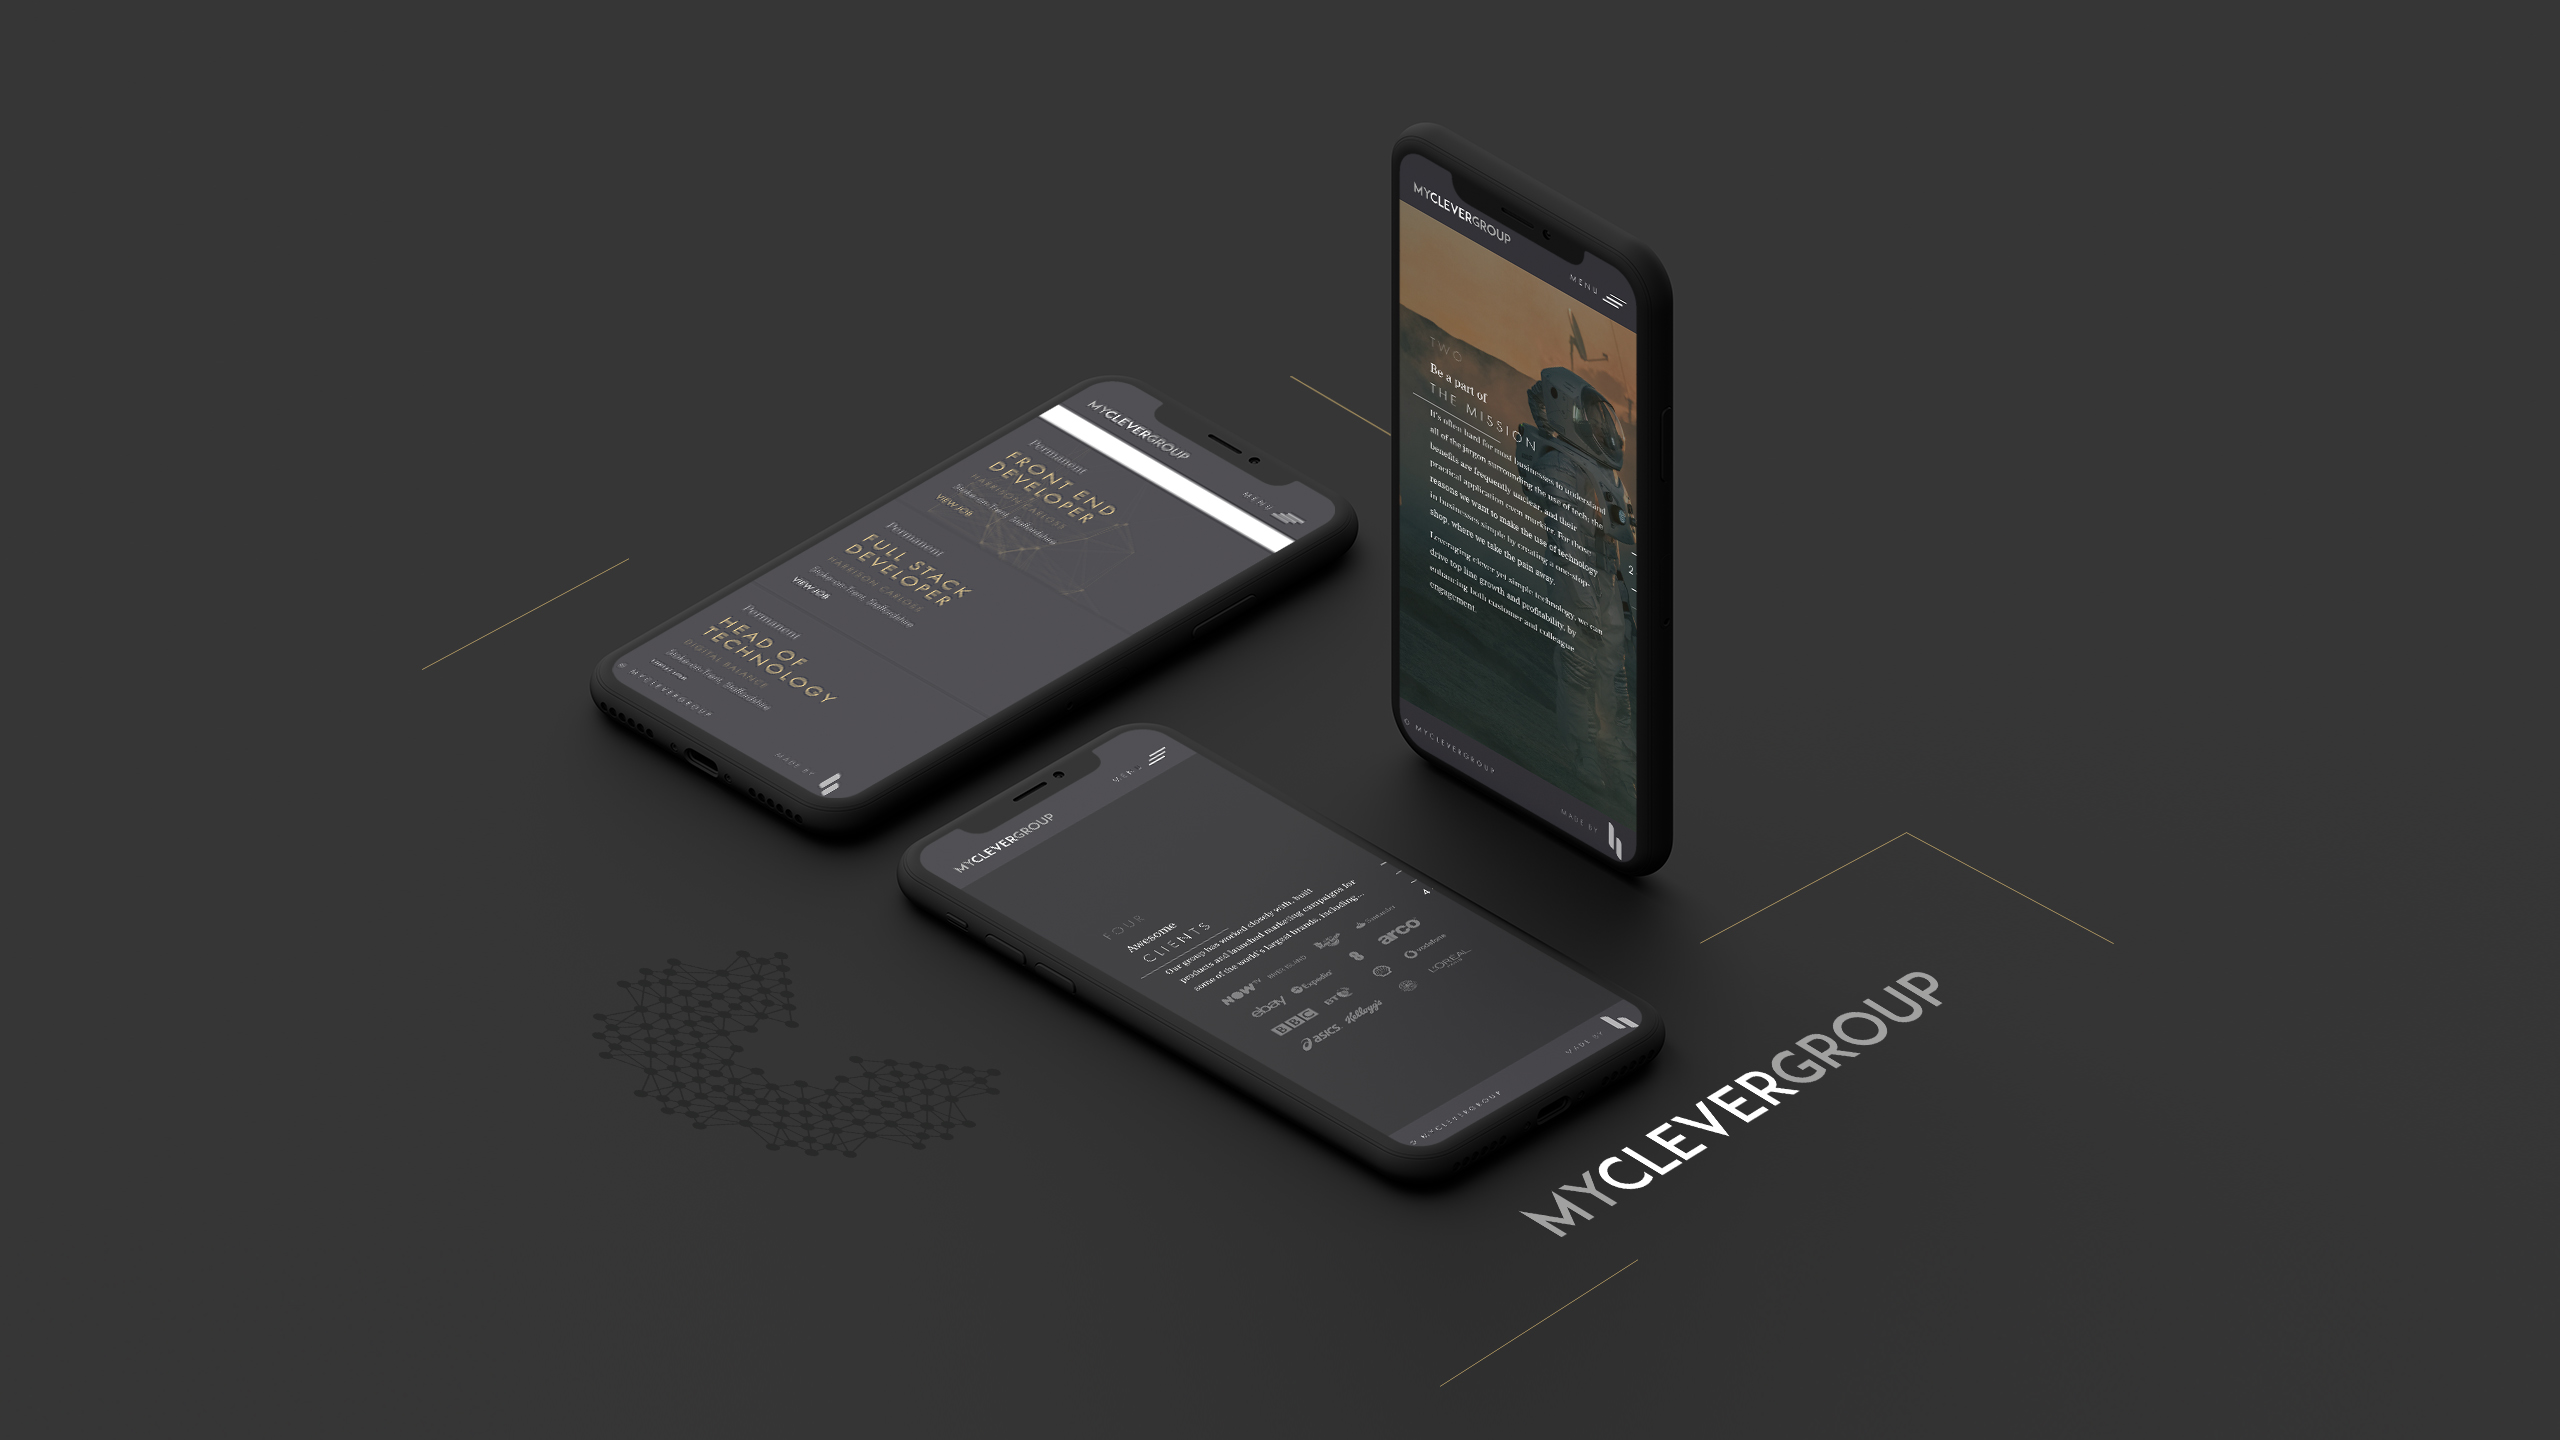 MYCLEVERGROUP
MENU
Permanent
FRONT END
DEVELOPER
HARRISON CARLOSS
Stoke-on-Trent, Staffordshire
VIEW JOB
Permanent
FULL STACK
DEVELOPER
HARRISON CARLOSS
Stoke-on-Trent, Staffordshire
VIEW JOB
Permanent
HEAD OF
TECHNOLOGY
DIGITAL BALANCE
Stoke-on-Trent, Staffordshire
© MYCLEVERGROUP
MADE BY
MYCLEVERGROUP
MENU
TWO
Be a part of
THE MISSION
It's often hard for most businesses to understand
all of the jargon surrounding the use of tech; the
benefits are frequently unclear, and their
practical application even murkier. For those
reasons we want to make the use of technology
in businesses simple by creating a one-stop-
shop, where we take the pain away.
Leveraging clever yet simple technology, we can
drive top line growth and profitability, by
enhancing both customer and colleague
engagement.
2
© MYCLEVERGROUP
MADE BY
MYCLEVERGROUP
MENU
FOUR
Awesome
CLIENTS
Our group has worked closely with, built
products and launched marketing campaigns for
some of the world's largest brands, including...
4
NOW TV RIVER ISLAND Santander
ebay Expedia arco
BBC BT vodafone
asics Kellogg's L'OREAL
© MYCLEVERGROUP
MADE BY
MYCLEVERGROUP